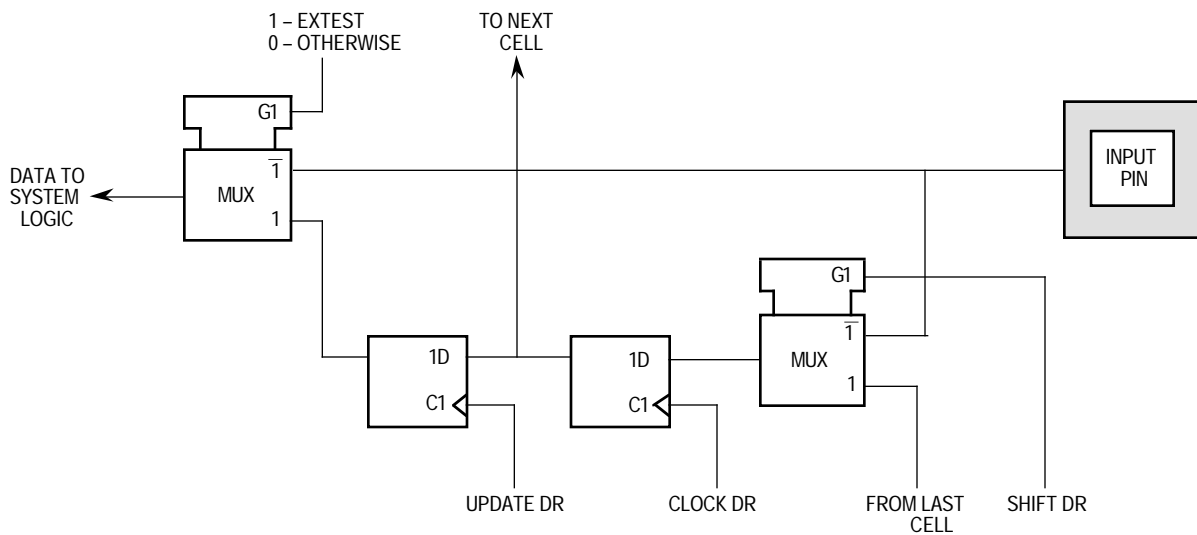 1 – EXTEST
0 – OTHERWISE
TO NEXT
CELL
G1
1
MUX
1
DATA TO
SYSTEM
LOGIC
INPUT
PIN
G1
1
MUX
1
1D
C1
1D
C1
UPDATE DR
CLOCK DR
FROM LAST
CELL
SHIFT DR